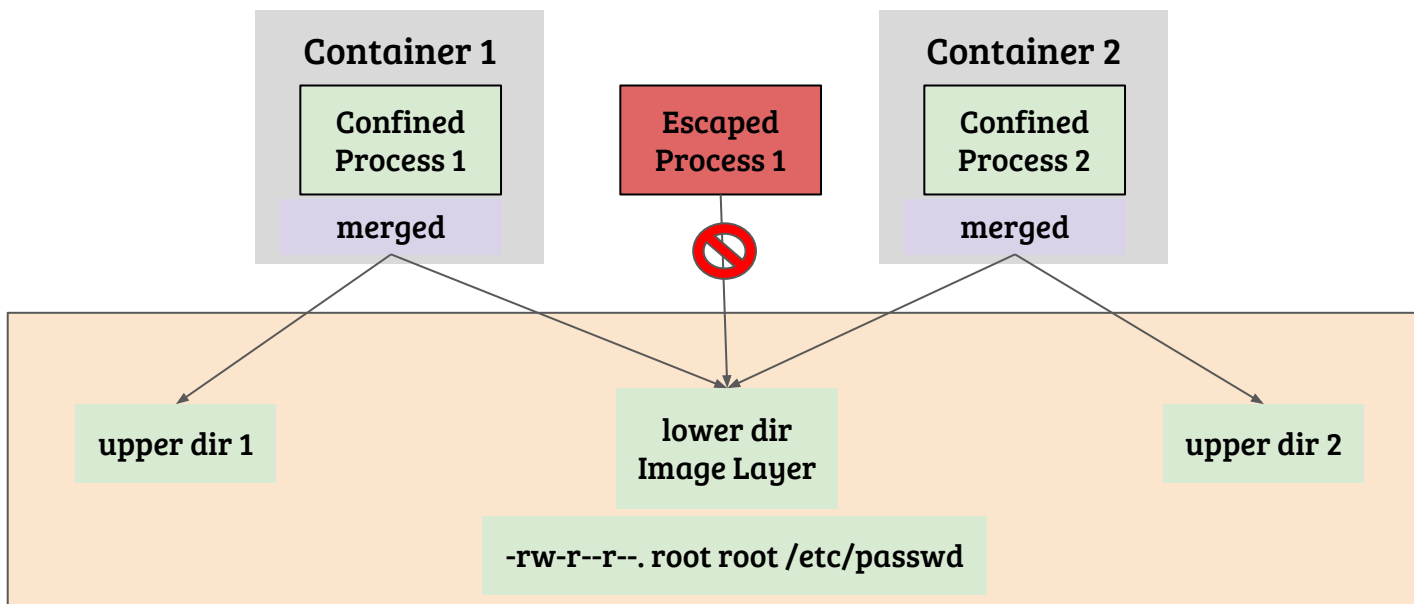 Container 1
Confined
Process 1
merged
Escaped
Process 1
Container 2
Confined
Process 2
merged
upper dir 1
lower dir
Image Layer
upper dir 2
-rw-r--r--. root root /etc/passwd